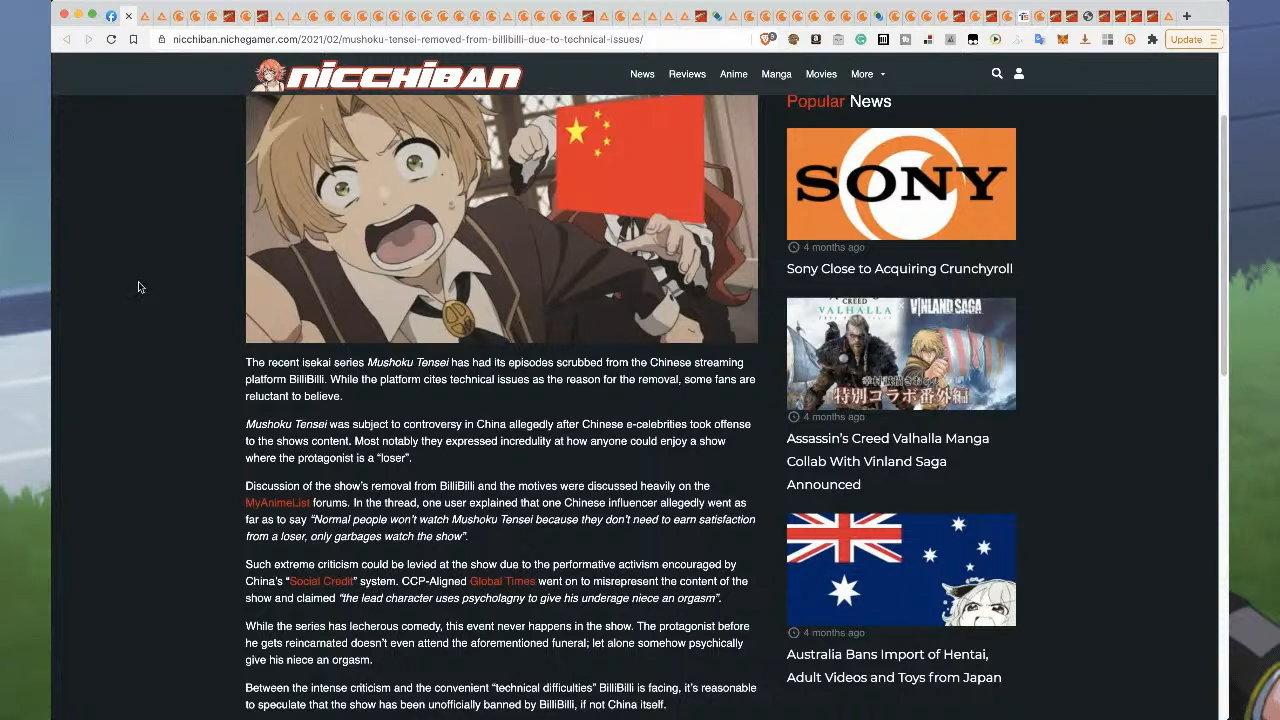 Update
nicchiban.nichegamer.com/2021/02/mushoku-tensei-removed-from-billibilli-due-to-technical-issues/
NICCHIBAN
News Reviews Anime Manga Movies More
Popular News
SONY
4 months ago
Sony Close to Acquiring Crunchyroll
CREED
VALHALLA
VINLAND SAGA
特別コラボ番外編
4 months ago
Assassin's Creed Valhalla Manga
Collab With Vinland Saga
Announced
4 months ago
Australia Bans Import of Hentai,
Adult Videos and Toys from Japan
The recent isekai series Mushoku Tensei has had its episodes scrubbed from the Chinese streaming
platform BilliBilli. While the platform cites technical issues as the reason for the removal, some fans are
reluctant to believe.
Mushoku Tensei was subject to controversy in China allegedly after Chinese e-celebrities took offense
to the shows content. Most notably they expressed incredulity at how anyone could enjoy a show
where the protagonist is a “loser”.
Discussion of the show's removal from BilliBilli and the motives were discussed heavily on the
MyAnimeList forums. In the thread, one user explained that one Chinese influencer allegedly went as
far as to say “Normal people won't watch Mushoku Tensei because they don't need to earn satisfaction
from a loser, only garbages watch the show”.
Such extreme criticism could be levied at the show due to the performative activism encouraged by
China's “Social Credit” system. CCP-Aligned Global Times went on to misrepresent the content of the
show and claimed “the lead character uses psycholagny to give his underage niece an orgasm”.
While the series has lecherous comedy, this event never happens in the show. The protagonist before
he gets reincarnated doesn't even attend the aforementioned funeral; let alone somehow psychically
give his niece an orgasm.
Between the intense criticism and the convenient “technical difficulties” BilliBilli is facing, it's reasonable
to speculate that the show has been unofficially banned by BilliBilli, if not China itself.